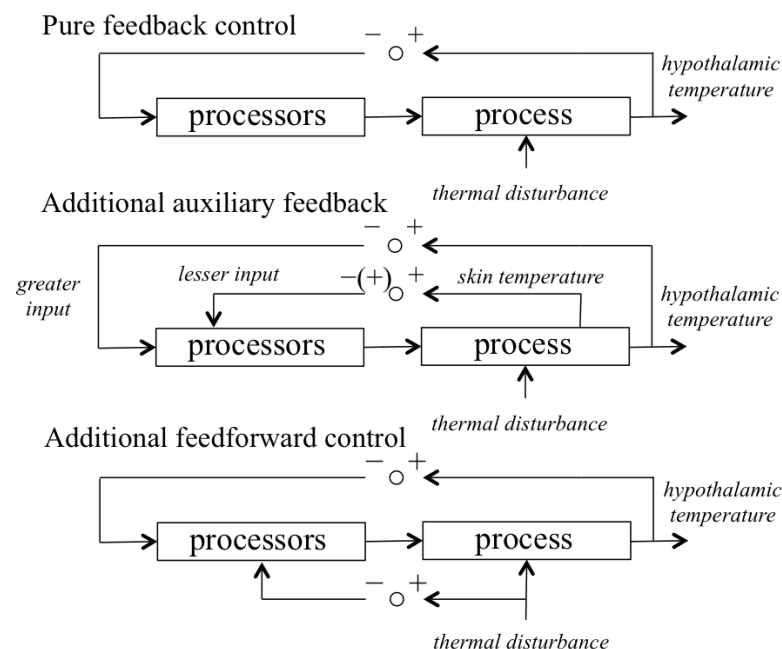 Pure feedback control
− +
hypothalamic
temperature
processors
process
thermal disturbance
Additional auxiliary feedback
− +
greater
input
lesser input
−(+) +
skin temperature
hypothalamic
temperature
processors
process
thermal disturbance
Additional feedforward control
− +
hypothalamic
temperature
processors
process
− +
thermal disturbance